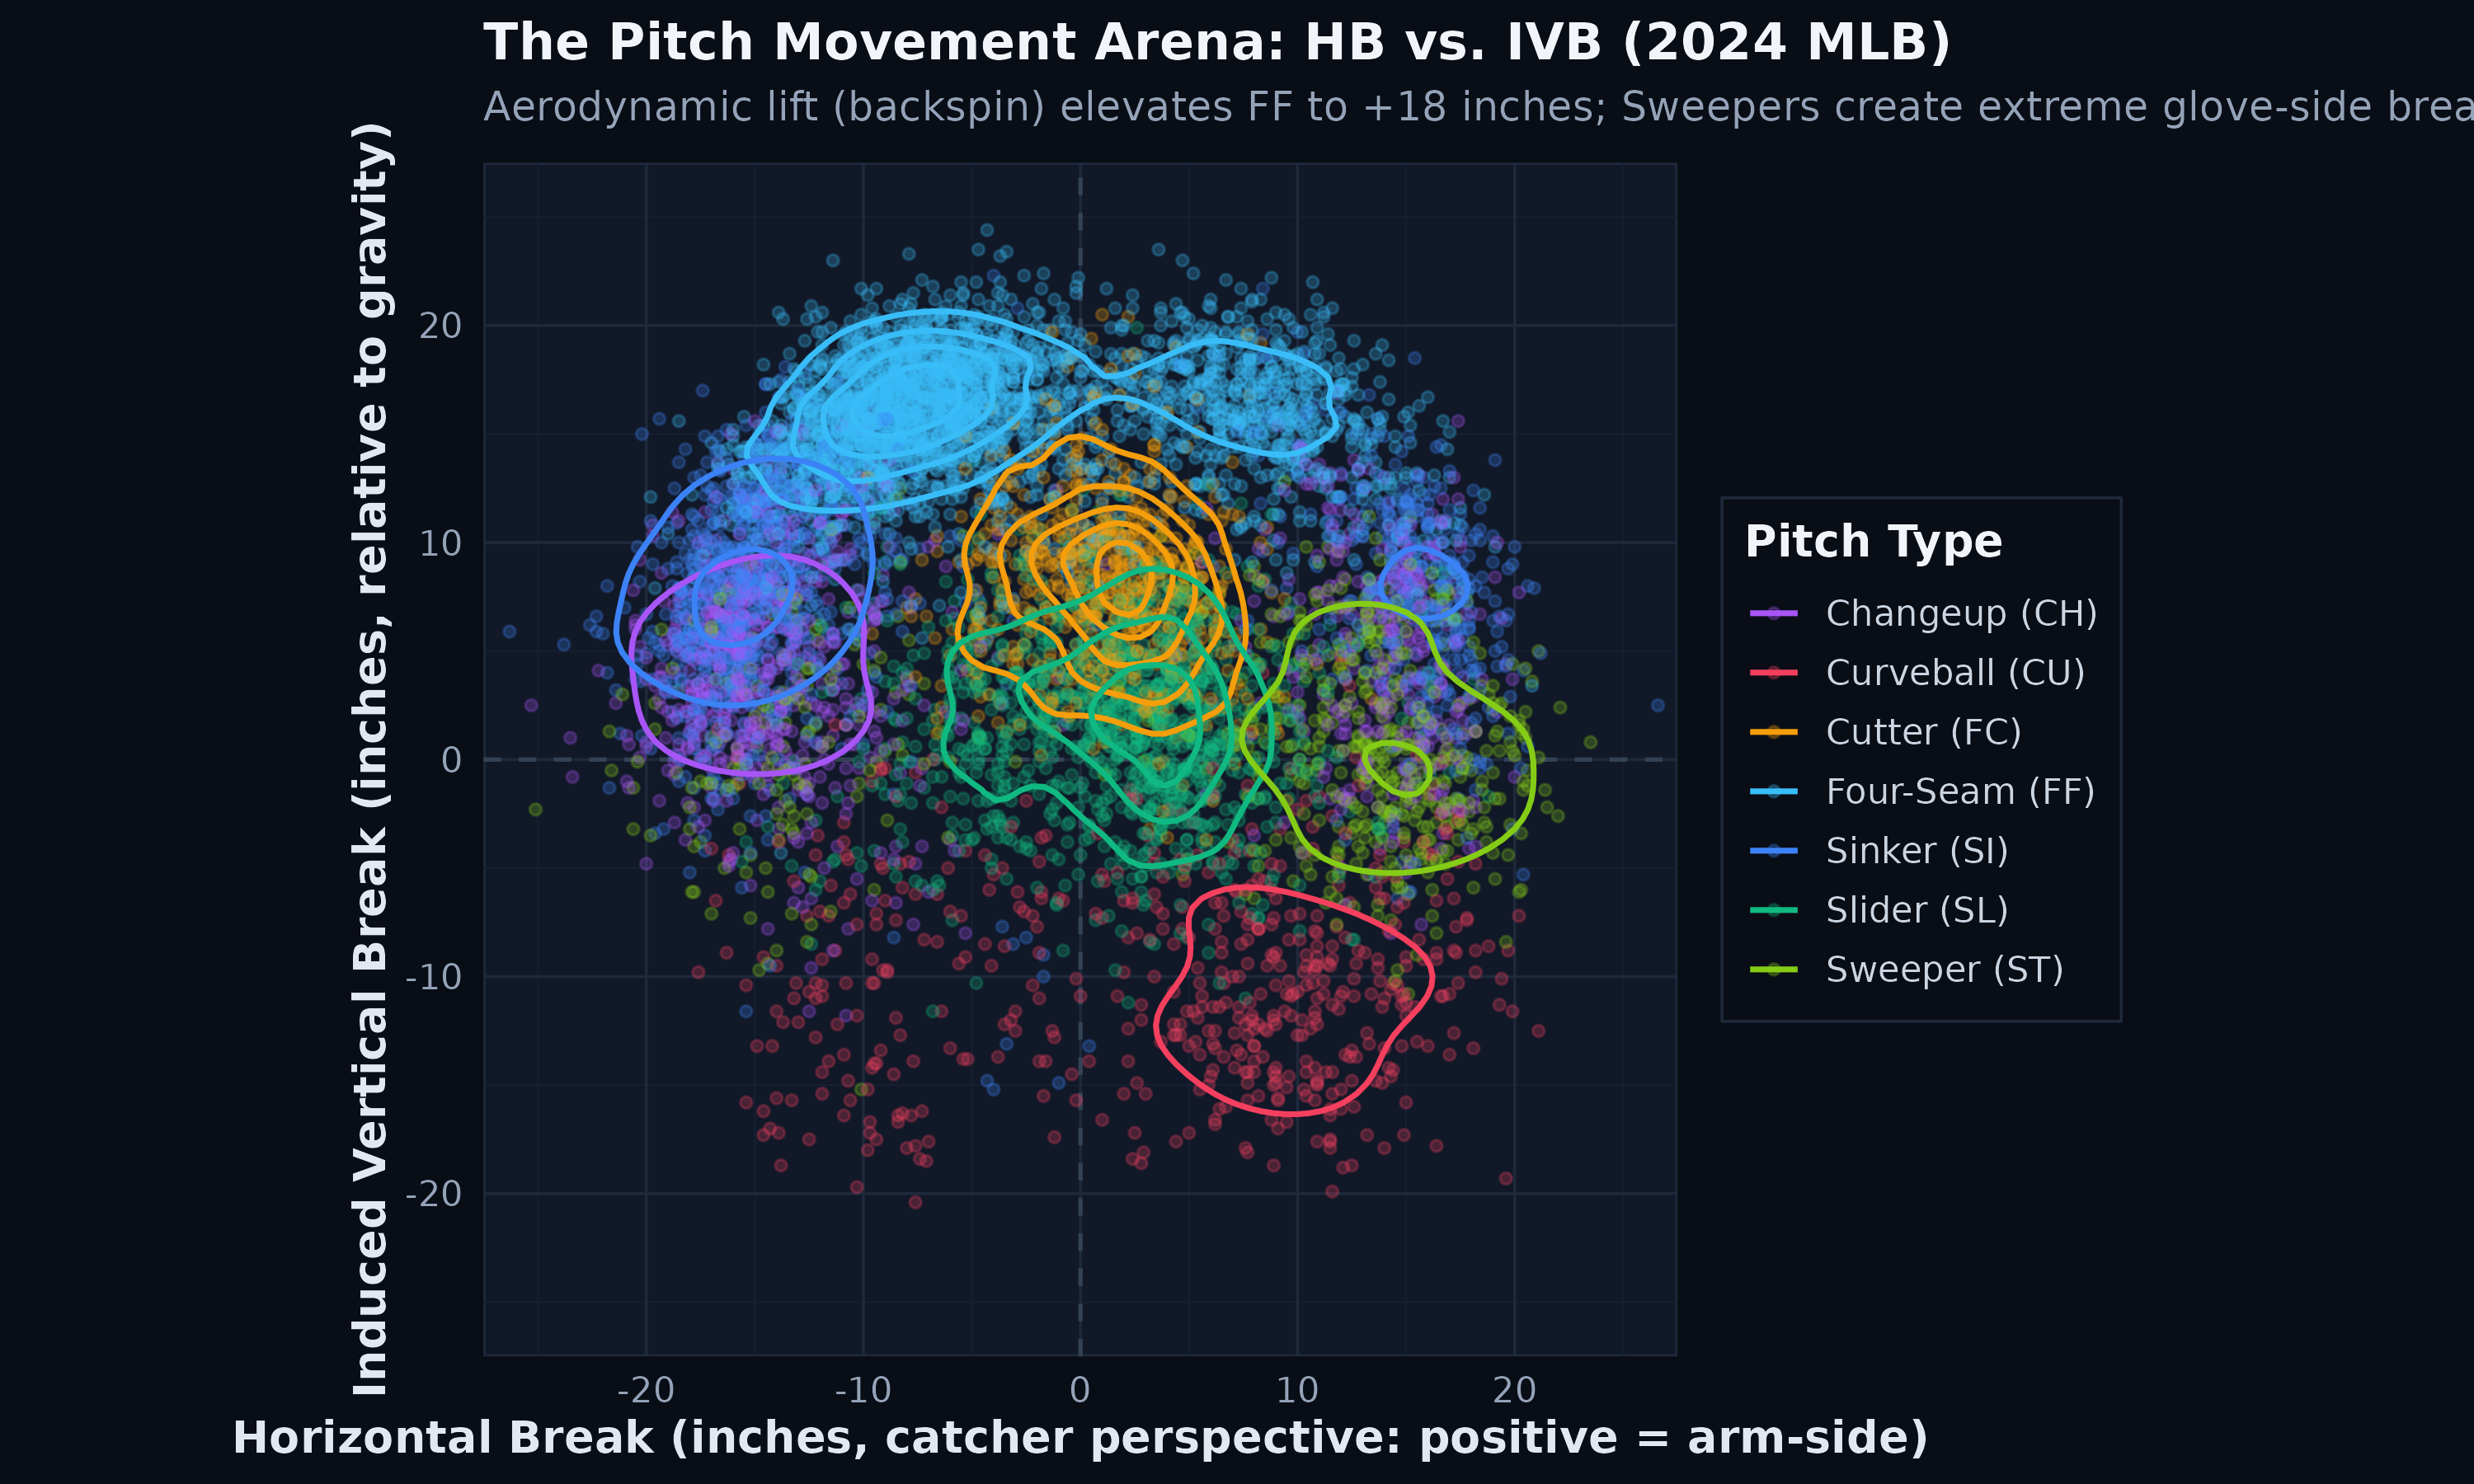 The Pitch Movement Arena: HB vs. IVB (2024 MLB)
Aerodynamic lift (backspin) elevates FF to +18 inches; Sweepers create extreme glove-side brea
Induced Vertical Break (inches, relative to gravity)
20
10
0
-10
-20
-20
-10
0
10
20
Horizontal Break (inches, catcher perspective: positive = arm-side)
Pitch Type
Changeup (CH)
Curveball (CU)
Cutter (FC)
Four-Seam (FF)
Sinker (SI)
Slider (SL)
Sweeper (ST)